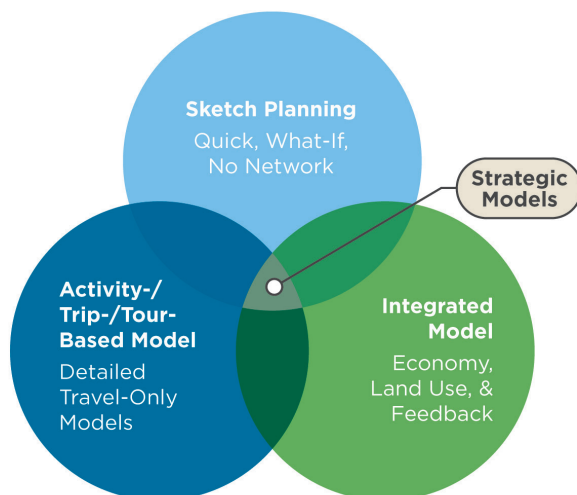 Sketch Planning
Quick, What-If,
No Network
Strategic
Models
Activity-/
Trip-/Tour-
Based Model
Detailed
Travel-Only
Models
Integrated
Model
Economy,
Land Use, &
Feedback